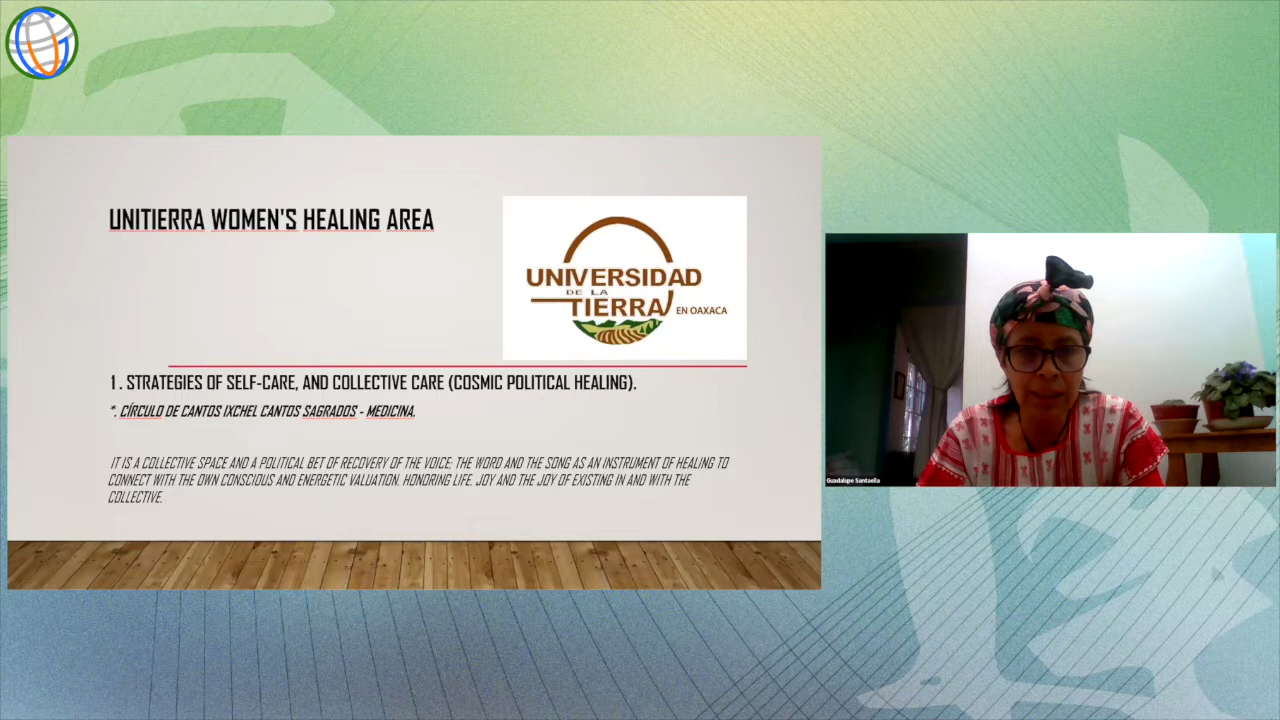 UNITIERRA WOMEN'S HEALING AREA
UNIVERSIDAD
DE LA
TIERRA
EN OAXACA
1. STRATEGIES OF SELF-CARE, AND COLLECTIVE CARE (COSMIC POLITICAL HEALING).
*. CÍRCULO DE CANTOS IXCHEL CANTOS SAGRADOS - MEDICINA.
IT IS A COLLECTIVE SPACE AND A POLITICAL BET OF RECOVERY OF THE VOICE; THE WORD AND THE SONG AS AN INSTRUMENT OF HEALING TO
CONNECT WITH THE OWN CONSCIOUS AND ENERGETIC VALUATION. HONORING LIFE. JOY AND THE JOY OF EXISTING IN AND WITH THE
COLLECTIVE.
Guadalupe Santaella